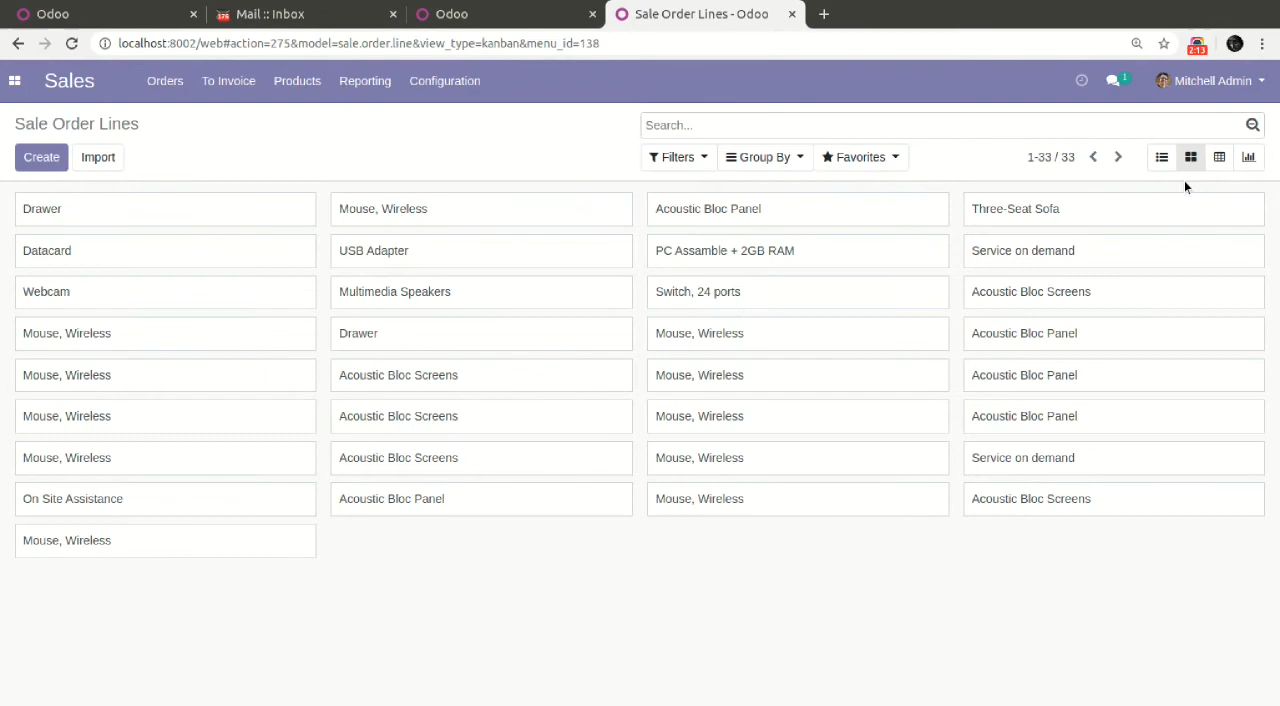 Odoo Mail :: Inbox Odoo Sale Order Lines - Odoo
localhost:8002/web#action=275&model=sale.order.line&view_type=kanban&menu_id=138 2:13
Sales Orders To Invoice Products Reporting Configuration 1 Mitchell Admin
Sale Order Lines Search...
Create Import Filters Group By Favorites 1-33 / 33
Drawer Mouse, Wireless Acoustic Bloc Panel Three-Seat Sofa
Datacard USB Adapter PC Assamble + 2GB RAM Service on demand
Webcam Multimedia Speakers Switch, 24 ports Acoustic Bloc Screens
Mouse, Wireless Drawer Mouse, Wireless Acoustic Bloc Panel
Mouse, Wireless Acoustic Bloc Screens Mouse, Wireless Acoustic Bloc Panel
Mouse, Wireless Acoustic Bloc Screens Mouse, Wireless Acoustic Bloc Panel
Mouse, Wireless Acoustic Bloc Screens Mouse, Wireless Service on demand
On Site Assistance Acoustic Bloc Panel Mouse, Wireless Acoustic Bloc Screens
Mouse, Wireless